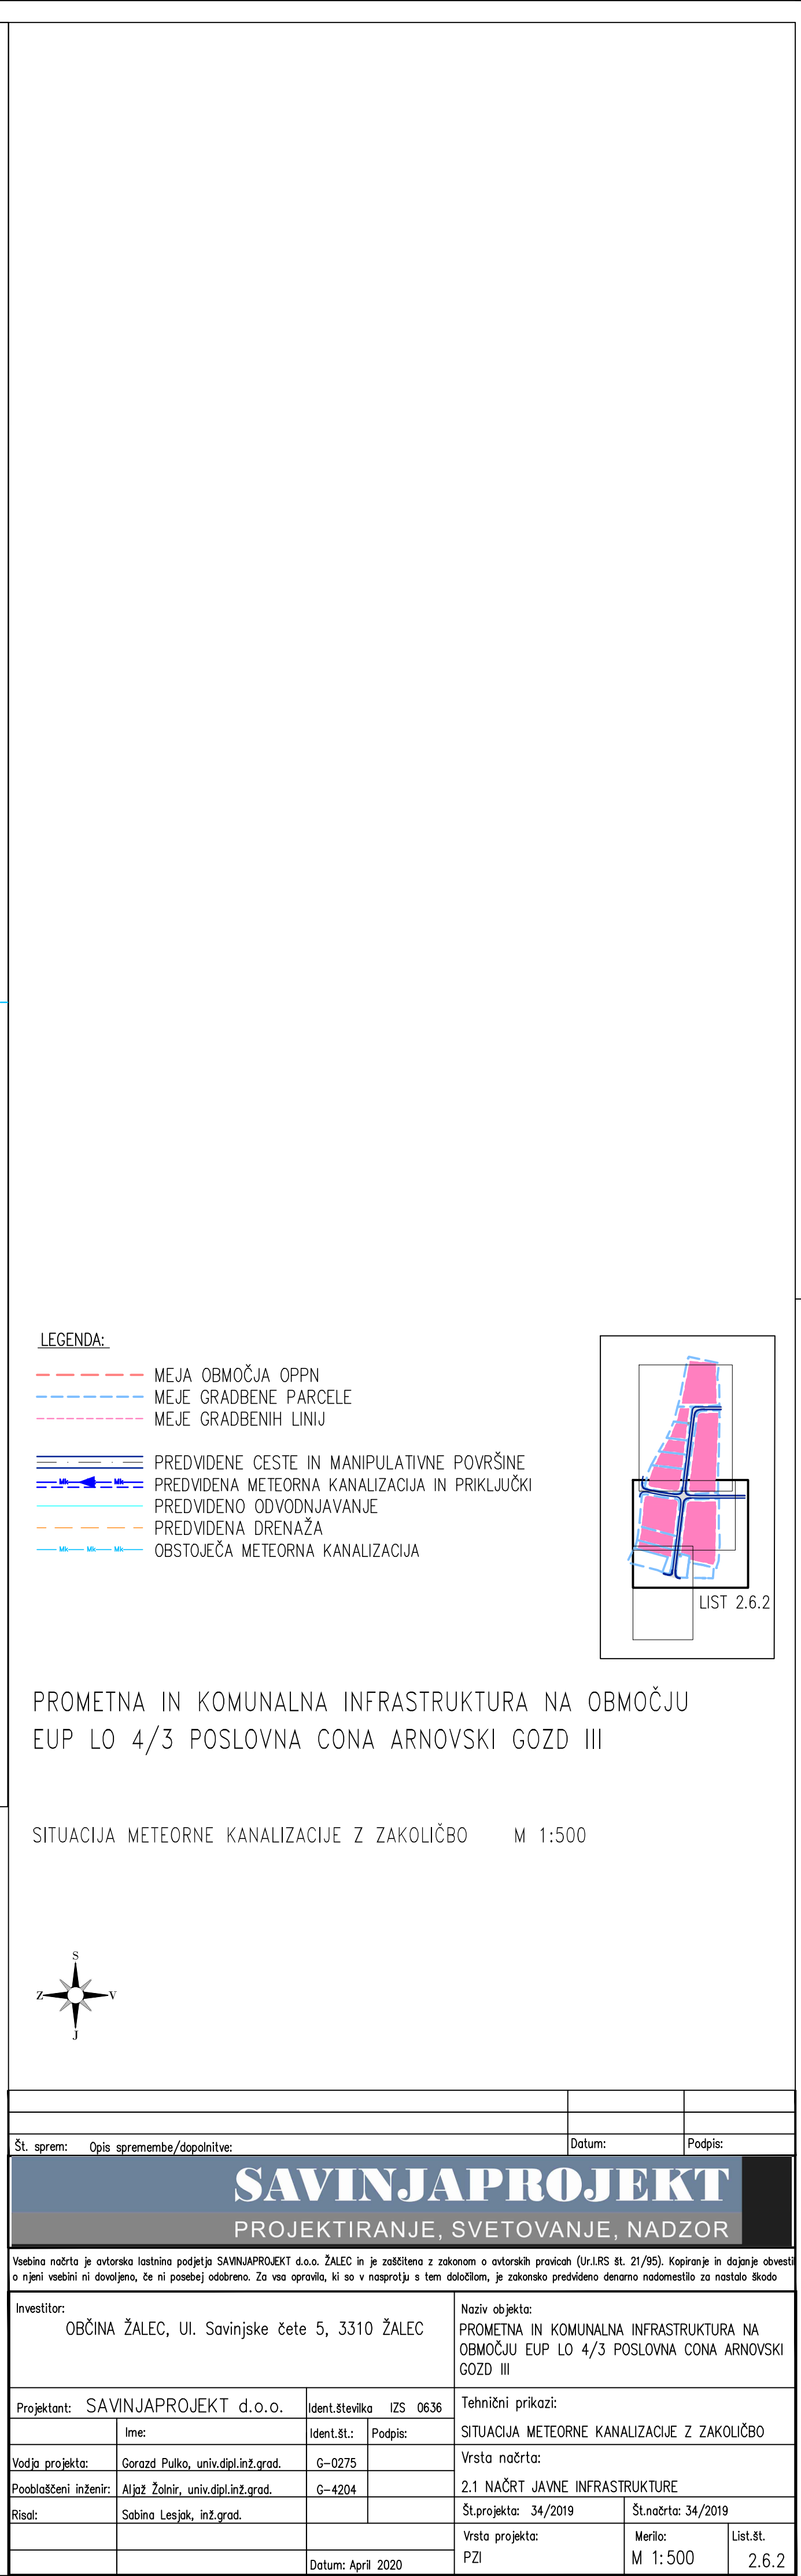 LEGENDA:
MEJA OBMOČJA OPPN
MEJE GRADBENE PARCELE
MEJE GRADBENIH LINIJ
PREDVIDENE CESTE IN MANIPULATIVNE POVRŠINE
Mk Mk PREDVIDENA METEORNA KANALIZACIJA IN PRIKLJUČKI
PREDVIDENO ODVODNJAVANJE
PREDVIDENA DRENAŽA
Mk Mk Mk OBSTOJEČA METEORNA KANALIZACIJA
LIST 2.6.2
PROMETNA IN KOMUNALNA INFRASTRUKTURA NA OBMOČJU
EUP LO 4/3 POSLOVNA CONA ARNOVSKI GOZD III
SITUACIJA METEORNE KANALIZACIJE Z ZAKOLIČBO M 1:500
S
Z V
J
Št. sprem: Opis spremembe/dopolnitve: Datum: Podpis:
SAVINJAPROJEKT
PROJEKTIRANJE, SVETOVANJE, NADZOR
Vsebina načrta je avtorska lastnina podjetja SAVINJAPROJEKT d.o.o. ŽALEC in je zaščitena z zakonom o avtorskih pravicah (Ur.l.RS št. 21/95). Kopiranje in dajanje obvesti
o njeni vsebini ni dovoljeno, če ni posebej odobreno. Za vsa opravila, ki so v nasprotju s tem določilom, je zakonsko predvideno denarno nadomestilo za nastalo škodo
Investitor:
OBČINA ŽALEC, Ul. Savinjske čete 5, 3310 ŽALEC
Naziv objekta:
PROMETNA IN KOMUNALNA INFRASTRUKTURA NA
OBMOČJU EUP LO 4/3 POSLOVNA CONA ARNOVSKI
GOZD III
Projektant: SAVINJAPROJEKT d.o.o. Ident.številka IZS 0636
Ime: Ident.št.: Podpis:
Vodja projekta: Gorazd Pulko, univ.dipl.inž.grad. G-0275
Pooblaščeni inženir: Aljaž Žolnir, univ.dipl.inž.grad. G-4204
Risal: Sabina Lesjak, inž.grad.
Datum: April 2020
Tehnični prikazi:
SITUACIJA METEORNE KANALIZACIJE Z ZAKOLIČBO
Vrsta načrta:
2.1 NAČRT JAVNE INFRASTRUKTURE
Št.projekta: 34/2019 Št.načrta: 34/2019
Vrsta projekta: Merilo: List.št.
PZI M 1:500 2.6.2